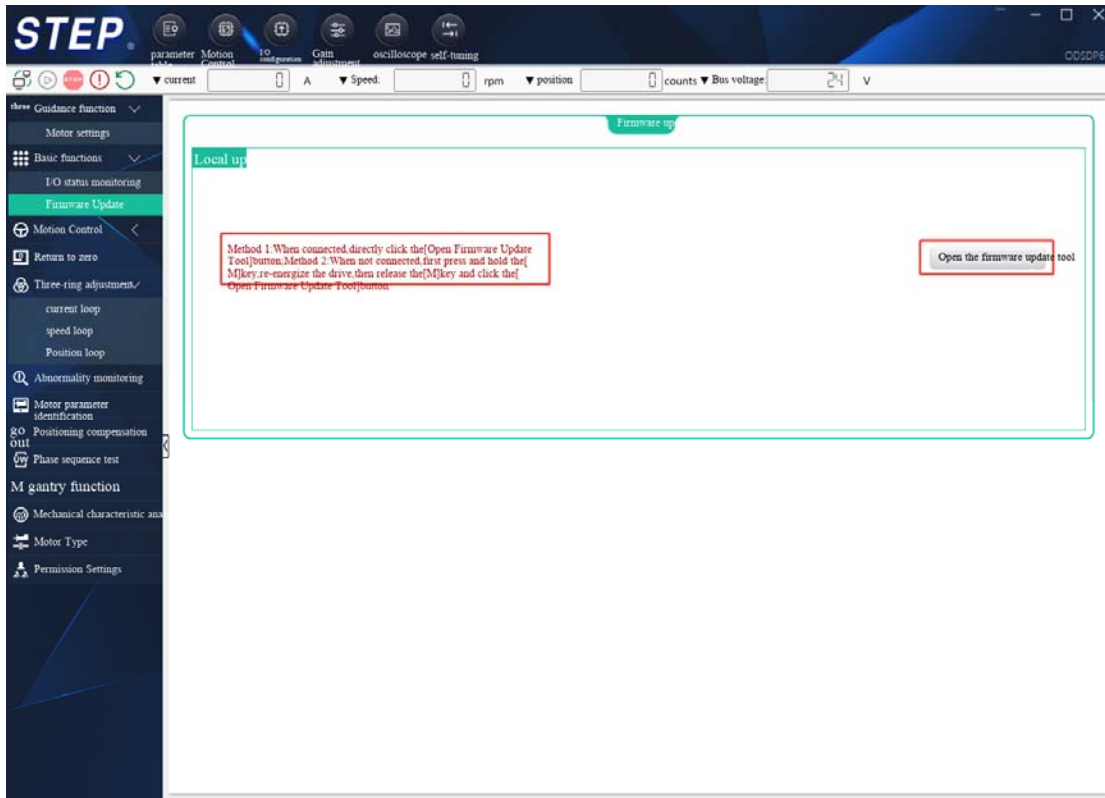 STEP
parameter table
Motion Control
I/O configuration
Gain adjustment
oscilloscope
self-tuning
ODSDP6
STOP
▼ current 0 A
▼ Speed: 0 rpm
▼ position 0 counts
▼ Bus voltage: 24 V
three Guidance function
Motor settings
Basic functions
I/O status monitoring
Firmware Update
Motion Control
Return to zero
Three-ring adjustment
current loop
speed loop
Position loop
Abnormality monitoring
Motor parameter
identification
go out Positioning compensation
Phase sequence test
M gantry function
Mechanical characteristic ana
Motor Type
Permission Settings
Firmware up
Local up
Method 1:When connected,directly click the[Open Firmware Update
Tool]button;Method 2:When not connected,first press and hold the[
M]key,re-energize the drive,then release the[M]key and click the[
Open Firmware Update Tool]button
Open the firmware update tool